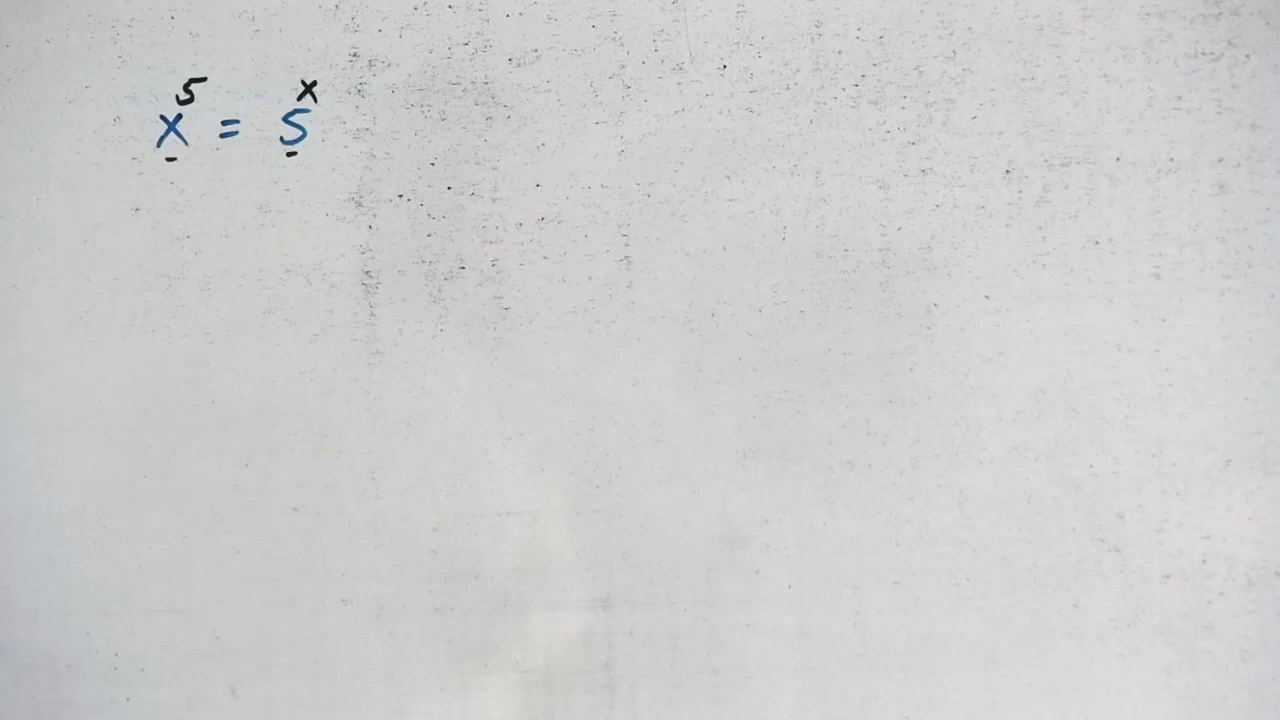 x⁵ = 5ˣ